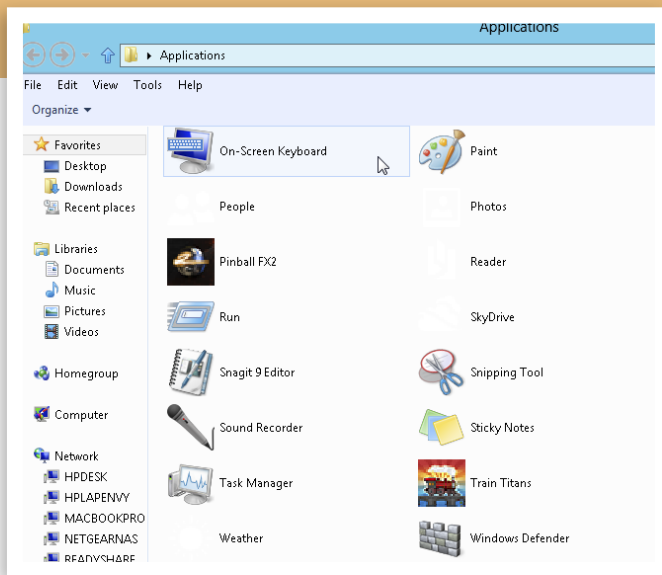 Applications
Applications
File Edit View Tools Help
Organize
Favorites
Desktop
Downloads
Recent places
Libraries
Documents
Music
Pictures
Videos
Homegroup
Computer
Network
HPDESK
HPLAPENVY
MACBOOKPRO
NETGEARNAS
READYSHARE
On-Screen Keyboard
Paint
People
Photos
Pinball FX2
Reader
Run
SkyDrive
Snagit 9 Editor
Snipping Tool
Sound Recorder
Sticky Notes
Task Manager
Train Titans
Weather
Windows Defender